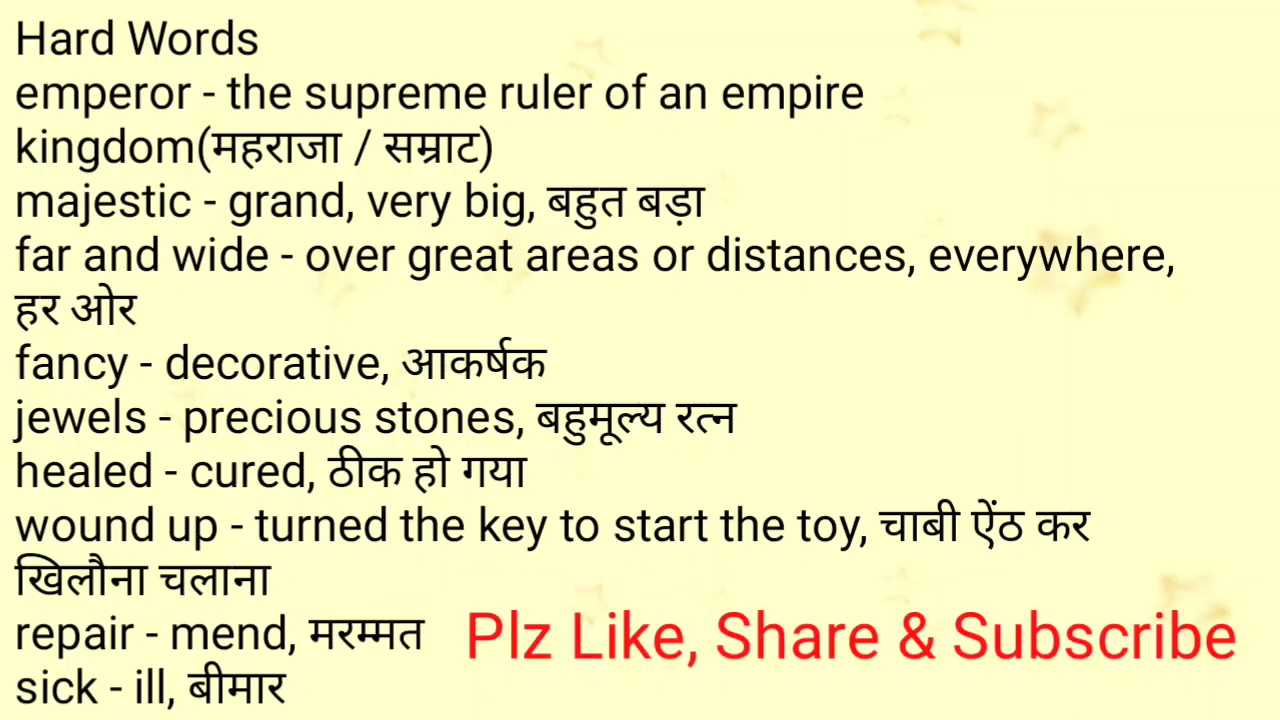 Hard Words
emperor - the supreme ruler of an empire
kingdom(महराजा / सम्राट)
majestic - grand, very big, बहुत बड़ा
far and wide - over great areas or distances, everywhere,
हर ओर
fancy - decorative, आकर्षक
jewels - precious stones, बहुमूल्य रत्न
healed - cured, ठीक हो गया
wound up - turned the key to start the toy, चाबी ऐंठ कर
खिलौना चलाना
repair - mend, मरम्मत
Plz Like, Share & Subscribe
sick - ill, बीमार